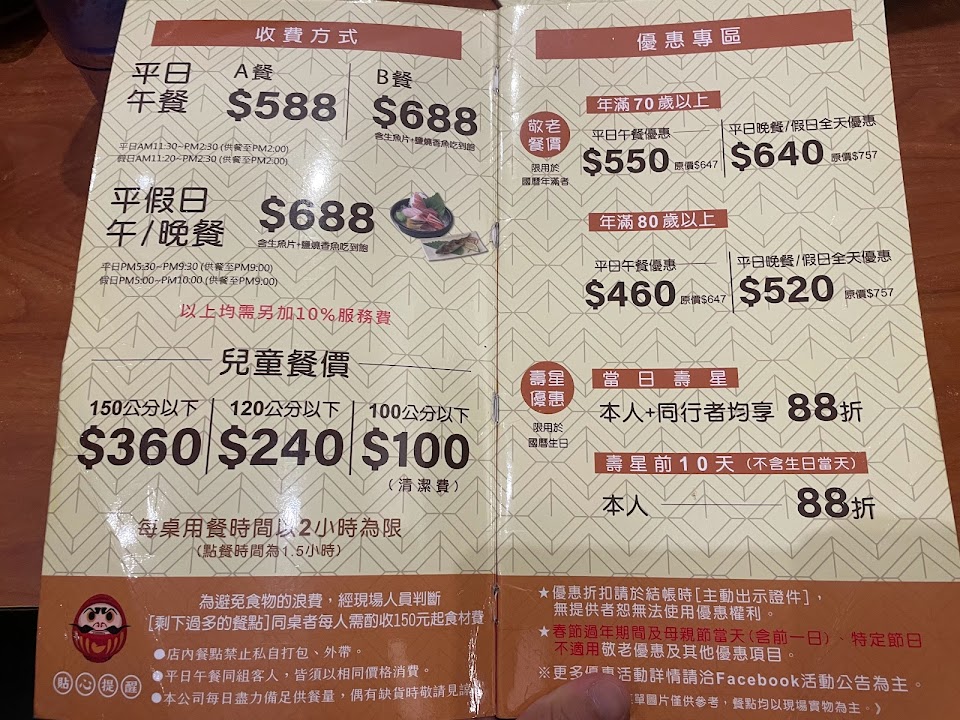 收費方式
平日
午餐
A餐
$588
B餐
$688
含生魚片+鹽燒香魚吃到飽
平日AM11:30~PM2:30 (供餐至PM2:00)
假日AM11:20~PM2:30 (供餐至PM2:00)
平假日
午/晚餐
$688
含生魚片+鹽燒香魚吃到飽
平日PM5:30~PM9:30 (供餐至PM9:00)
假日PM5:00~PM10:00 (供餐至PM9:00)
以上均需另加10%服務費
兒童餐價
150公分以下 120公分以下 100公分以下
$360 $240 $100
(清潔費)
每桌用餐時間以2小時為限
(點餐時間為1.5小時)
為避免食物的浪費，經現場人員判斷
[剩下過多的餐點]同桌者每人需酌收150元起食材費
貼心提醒
●店內餐點禁止私自打包、外帶。
平日午餐同組客人，皆須以相同價格消費。
●本公司每日盡力備足供餐量，偶有缺貨時敬請見諒
優惠專區
敬老
餐價
限用於
國曆年滿者
年滿70歲以上
平日午餐優惠
$550 原價$647
平日晚餐/假日全天優惠
$640 原價$757
年滿80歲以上
平日午餐優惠
$460 原價$647
平日晚餐/假日全天優惠
$520 原價$757
壽星
優惠
限用於
國曆生日
當日壽星
本人+同行者均享 88折
壽星前10天(不含生日當天)
本人 88折
★優惠折扣請於結帳時[主動出示證件]，
無提供者恕無法使用優惠權利。
★春節過年期間及母親節當天(含前一日)、特定節日
不適用敬老優惠及其他優惠項目。
※更多優惠活動詳情請洽Facebook活動公告為主。
單圖片僅供參考，餐點均以現場實物為主。》